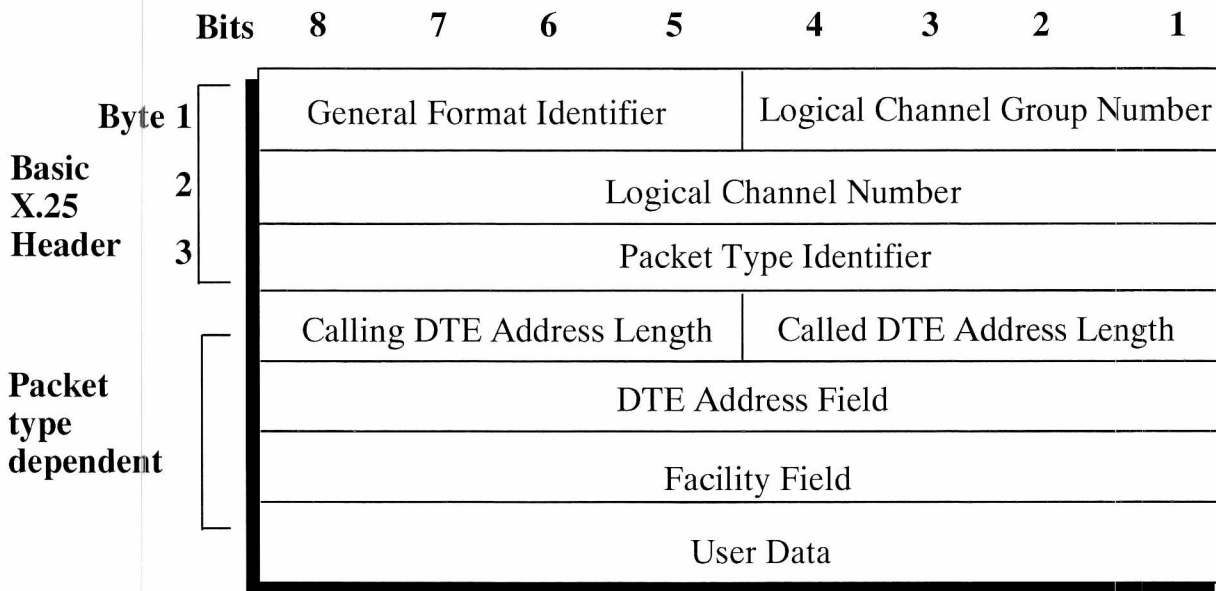 Bits 8 7 6 5 4 3 2 1
Byte 1 General Format Identifier Logical Channel Group Number
Basic
X.25
Header
2 Logical Channel Number
3 Packet Type Identifier
Calling DTE Address Length Called DTE Address Length
Packet
type
dependent
DTE Address Field
Facility Field
User Data